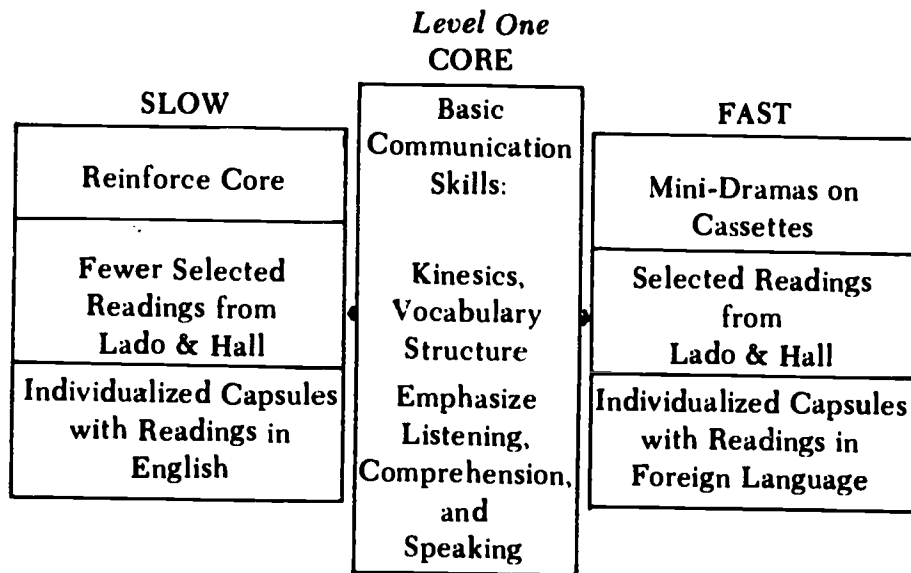 Level One
CORE
SLOW
Reinforce Core
Fewer Selected
Readings from
Lado & Hall
Individualized Capsules
with Readings in
English
Basic
Communication
Skills:
Kinesics,
Vocabulary
Structure
Emphasize
Listening,
Comprehension,
and
Speaking
FAST
Mini-Dramas on
Cassettes
Selected Readings
from
Lado & Hall
Individualized Capsules
with Readings in
Foreign Language